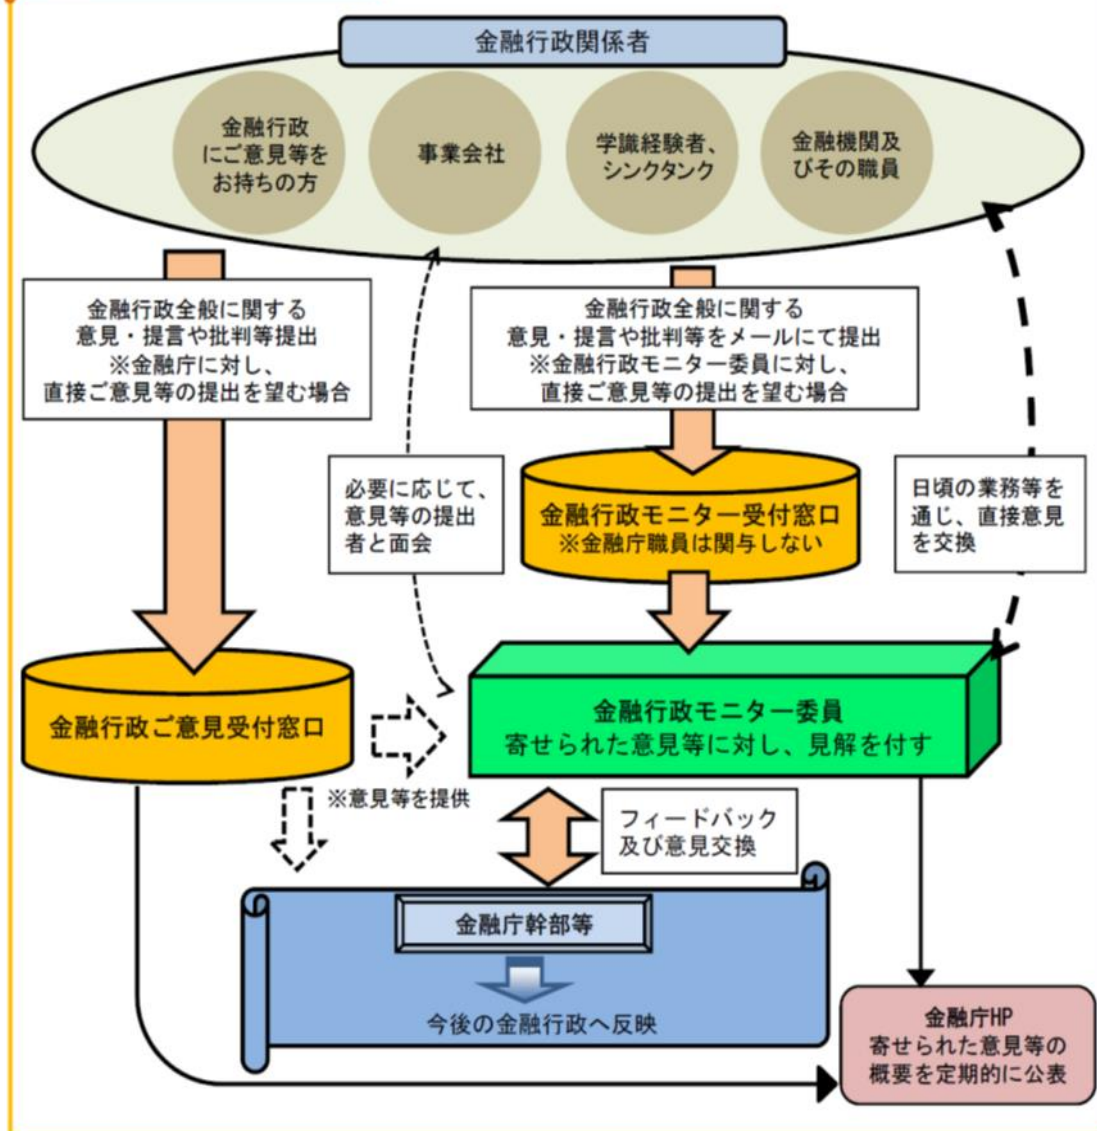 金融行政関係者
金融行政
にご意見等を
お持ちの方
事業会社
学識経験者、
シンクタンク
金融機関及
びその職員
金融行政全般に関する
意見・提言や批判等提出
※金融庁に対し、
直接ご意見等の提出を望む場合
金融行政全般に関する
意見・提言や批判等をメールにて提出
※金融行政モニター委員に対し、
直接ご意見等の提出を望む場合
必要に応じて、
意見等の提出
者と面会
金融行政モニター受付窓口
※金融庁職員は関与しない
日頃の業務等を
通じ、直接意見
を交換
金融行政ご意見受付窓口
金融行政モニター委員
寄せられた意見等に対し、見解を付す
※意見等を提供
フィードバック
及び意見交換
金融庁幹部等
今後の金融行政へ反映
金融庁HP
寄せられた意見等の
概要を定期的に公表